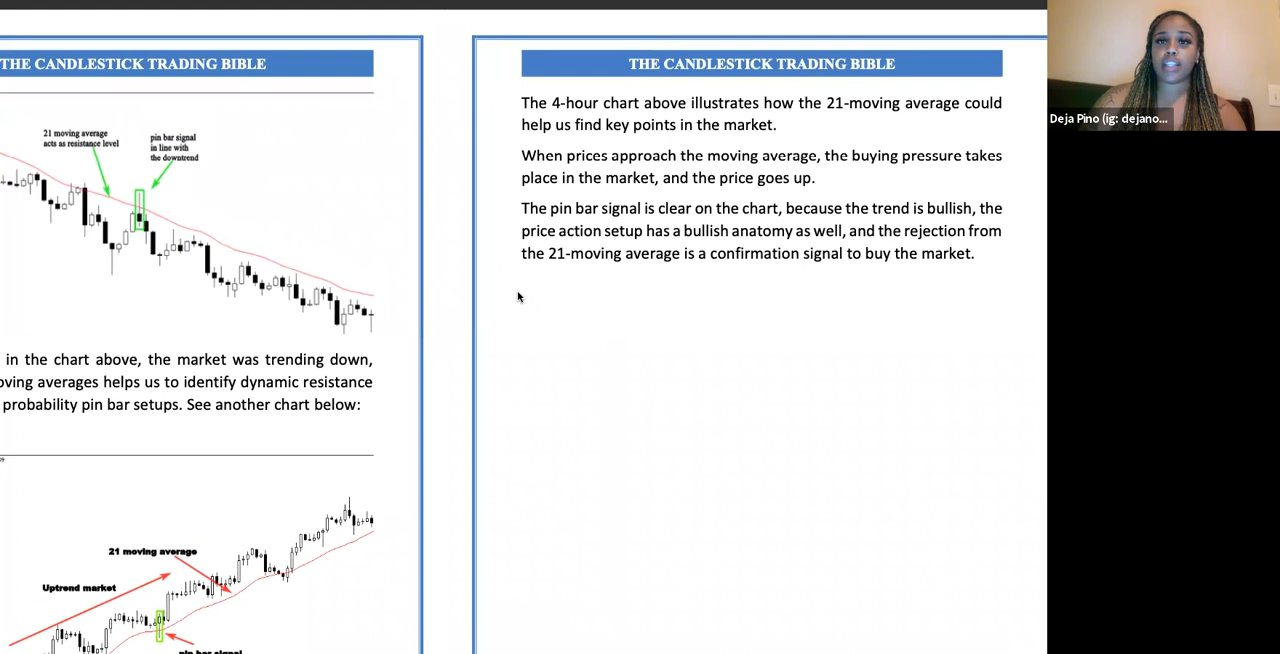 THE CANDLESTICK TRADING BIBLE
21 moving average
acts as resistance level
pin bar signal
in line with
the downtrend
in the chart above, the market was trending down,
oving averages helps us to identify dynamic resistance
probability pin bar setups. See another chart below:
21 moving average
Uptrend market
pin bar signal
THE CANDLESTICK TRADING BIBLE
The 4-hour chart above illustrates how the 21-moving average could
help us find key points in the market.
When prices approach the moving average, the buying pressure takes
place in the market, and the price goes up.
The pin bar signal is clear on the chart, because the trend is bullish, the
price action setup has a bullish anatomy as well, and the rejection from
the 21-moving average is a confirmation signal to buy the market.
Deja Pino (ig: dejano...